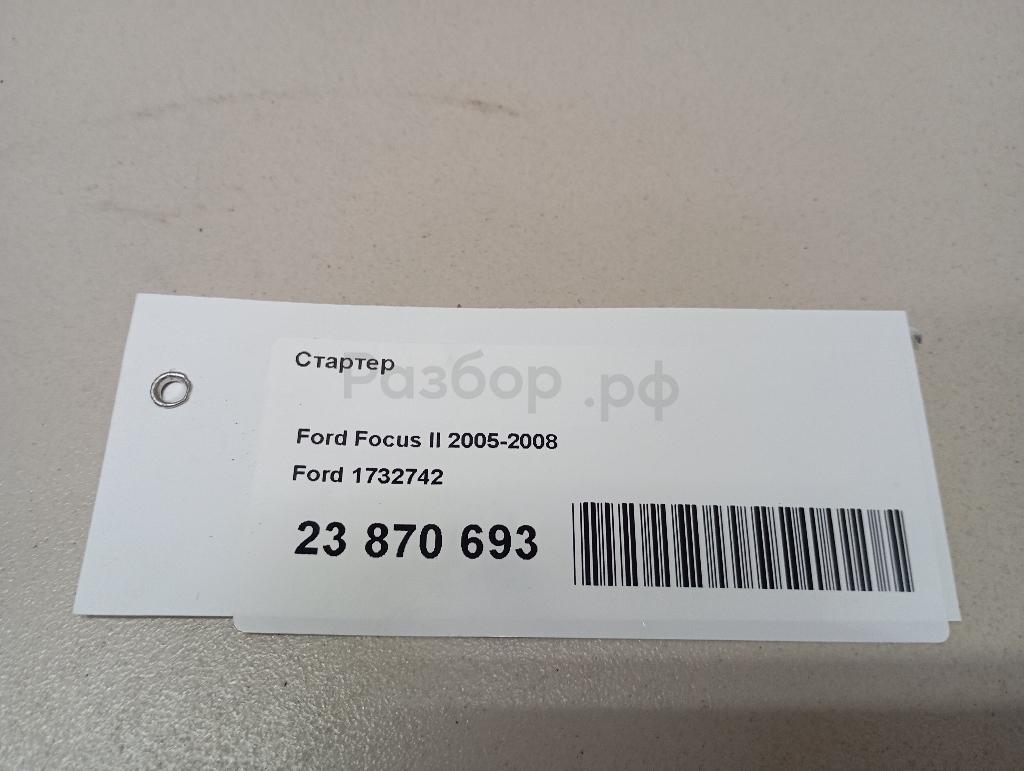 Стартер
Разбор .рф
Ford Focus II 2005-2008
Ford 1732742
23 870 693